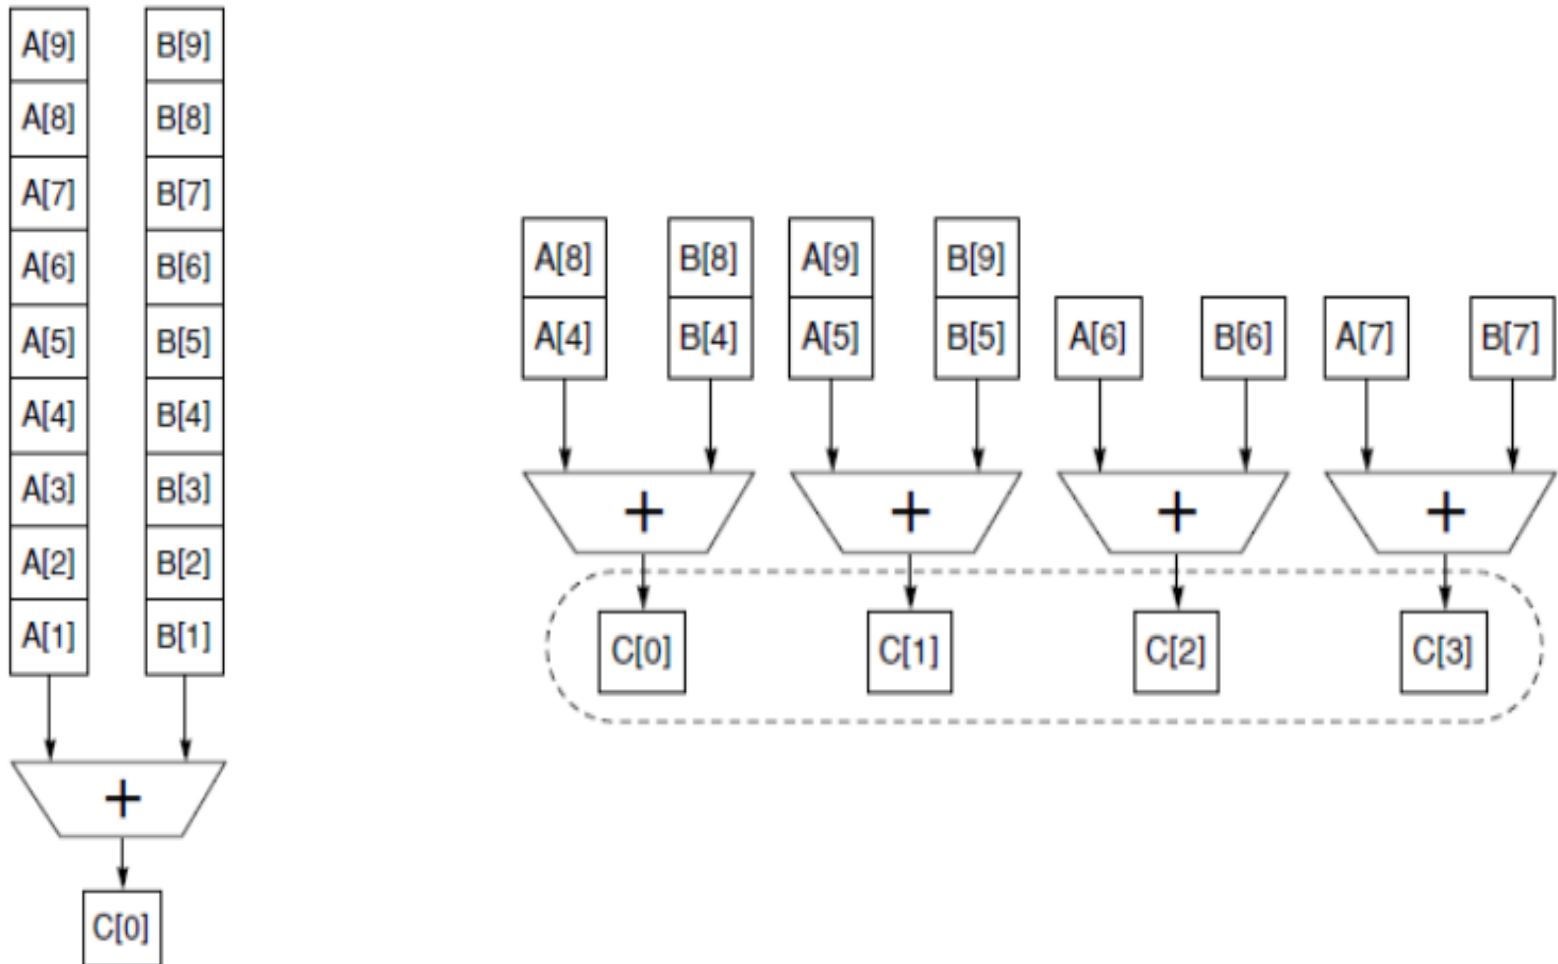 A[9] B[9]
A[8] B[8]
A[7] B[7]
A[6] B[6]
A[5] B[5]
A[4] B[4]
A[3] B[3]
A[2] B[2]
A[1] B[1]
+
C[0]
A[8] B[8] A[9] B[9]
A[4] B[4] A[5] B[5] A[6] B[6] A[7] B[7]
+ + + +
C[0] C[1] C[2] C[3]